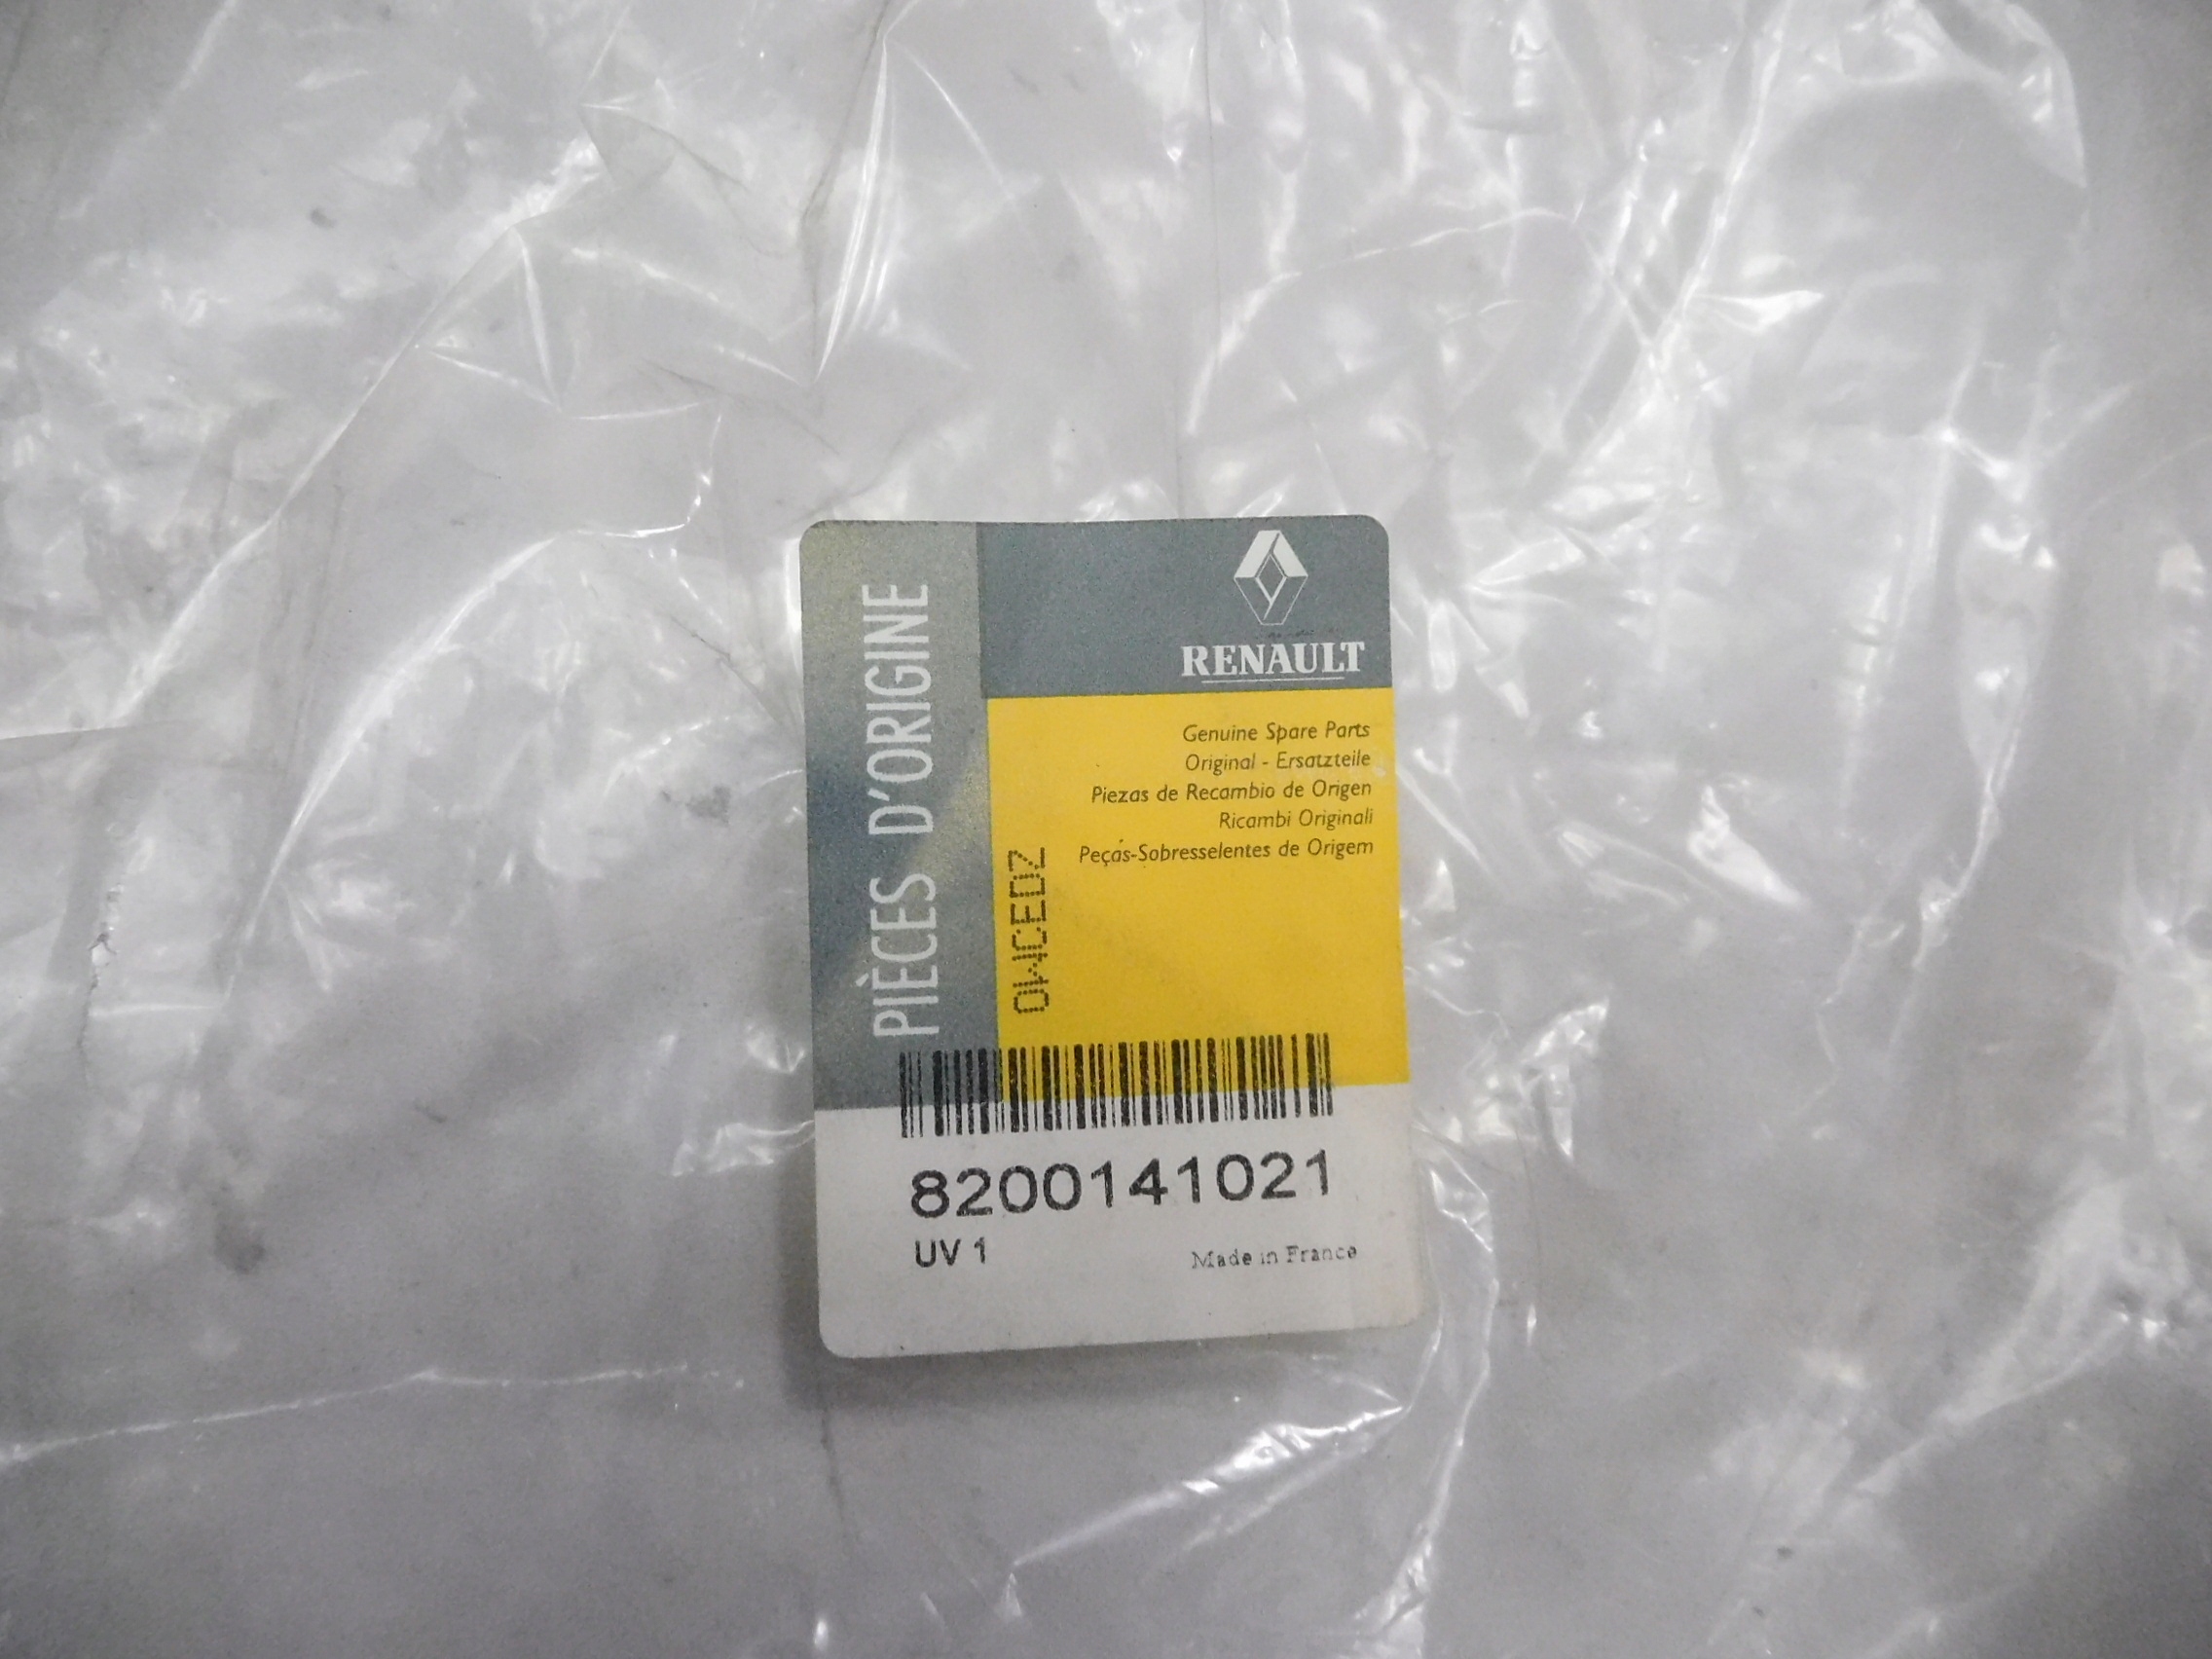 PIÈCES D'ORIGINE
RENAULT
Genuine Spare Parts
Original - Ersatzteile
Piezas de Recambio de Origen
Ricambi Originali
Peças-Sobresselentes de Origem
8200141021
UV 1
Made in France